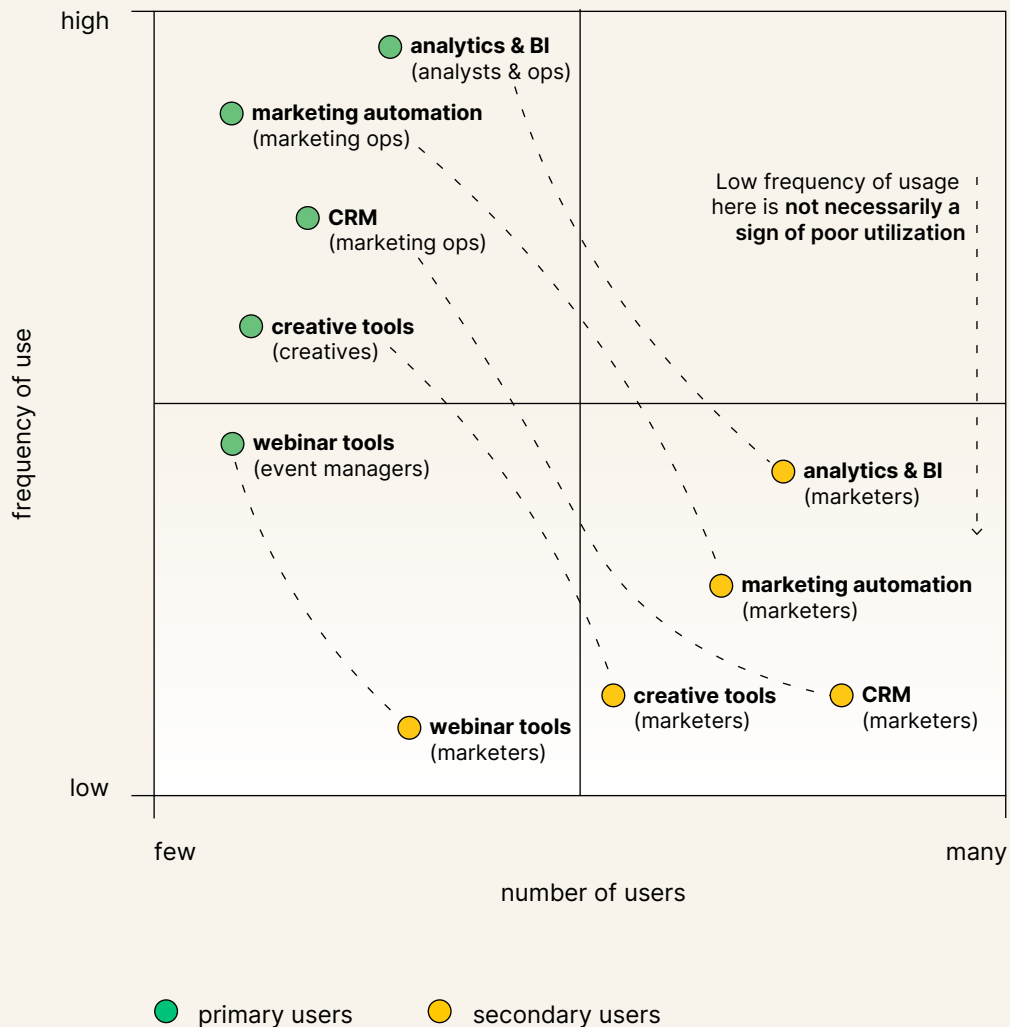 high
analytics & BI
(analysts & ops)
marketing automation
(marketing ops)
Low frequency of usage
here is not necessarily a
sign of poor utilization
CRM
(marketing ops)
creative tools
(creatives)
frequency of use
webinar tools
(event managers)
analytics & BI
(marketers)
marketing automation
(marketers)
creative tools
(marketers)
CRM
(marketers)
webinar tools
(marketers)
low
few
many
number of users
primary users
secondary users